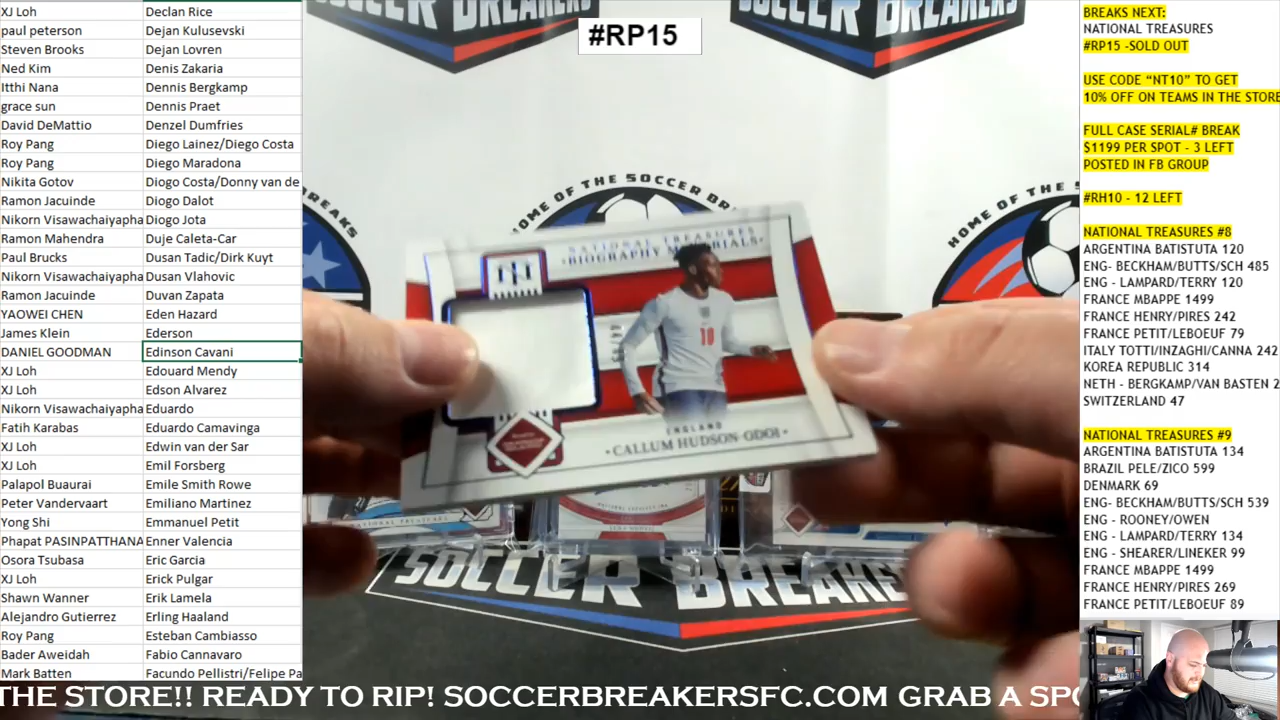 XJ Loh Declan Rice
paul peterson Dejan Kulusevski
Steven Brooks Dejan Lovren
Ned Kim Denis Zakaria
Itthi Nana Dennis Bergkamp
grace sun Dennis Praet
David DeMattio Denzel Dumfries
Roy Pang Diego Lainez/Diego Costa
Roy Pang Diego Maradona
Nikita Gotov Diogo Costa/Donny van de
Ramon Jacuinde Diogo Dalot
Nikorn Visawachaiyapha Diogo Jota
Ramon Mahendra Duje Caleta-Car
Paul Brucks Dusan Tadic/Dirk Kuyt
Nikorn Visawachaiyapha Dusan Vlahovic
Ramon Jacuinde Duvan Zapata
YAOWEI CHEN Eden Hazard
James Klein Ederson
DANIEL GOODMAN Edinson Cavani
XJ Loh Edouard Mendy
XJ Loh Edson Alvarez
Nikorn Visawachaiyapha Eduardo
Fatih Karabas Eduardo Camavinga
XJ Loh Edwin van der Sar
XJ Loh Emil Forsberg
Palapol Buaurai Emile Smith Rowe
Peter Vandervaart Emiliano Martinez
Yong Shi Emmanuel Petit
Phapat PASINPATTHANA Enner Valencia
Osora Tsubasa Eric Garcia
XJ Loh Erick Pulgar
Shawn Wanner Erik Lamela
Alejandro Gutierrez Erling Haaland
Roy Pang Esteban Cambiasso
Bader Aweidah Fabio Cannavaro
Mark Batten Facundo Pellistri/Felipe Pa
SOCCER BREAKERS
SOCCER BREAKERS
#RP15
HOME OF THE SOCCER
HOME OF THE SOCCER
BREAKS
NATIONAL TREASURES
BIOGRAPHY MATERIALS
10
ENGLAND
CALLUM HUDSON-ODOI
SOCCER BREAKERS
BREAKS NEXT:
NATIONAL TREASURES
#RP15 -SOLD OUT
USE CODE “NT10” TO GET
10% OFF ON TEAMS IN THE STORE
FULL CASE SERIAL# BREAK
$1199 PER SPOT - 3 LEFT
POSTED IN FB GROUP
#RH10 - 12 LEFT
NATIONAL TREASURES #8
ARGENTINA BATISTUTA 120
ENG- BECKHAM/BUTTS/SCH 485
ENG - LAMPARD/TERRY 120
FRANCE MBAPPE 1499
FRANCE HENRY/PIRES 242
FRANCE PETIT/LEBOEUF 79
ITALY TOTTI/INZAGHI/CANNA 242
KOREA REPUBLIC 314
NETH - BERGKAMP/VAN BASTEN 2
SWITZERLAND 47
NATIONAL TREASURES #9
ARGENTINA BATISTUTA 134
BRAZIL PELE/ZICO 599
DENMARK 69
ENG- BECKHAM/BUTTS/SCH 539
ENG - ROONEY/OWEN
ENG - LAMPARD/TERRY 134
ENG - SHEARER/LINEKER 99
FRANCE MBAPPE 1499
FRANCE HENRY/PIRES 269
FRANCE PETIT/LEBOEUF 89
THE STORE!! READY TO RIP! SOCCERBREAKERSFC.COM GRAB A SPO